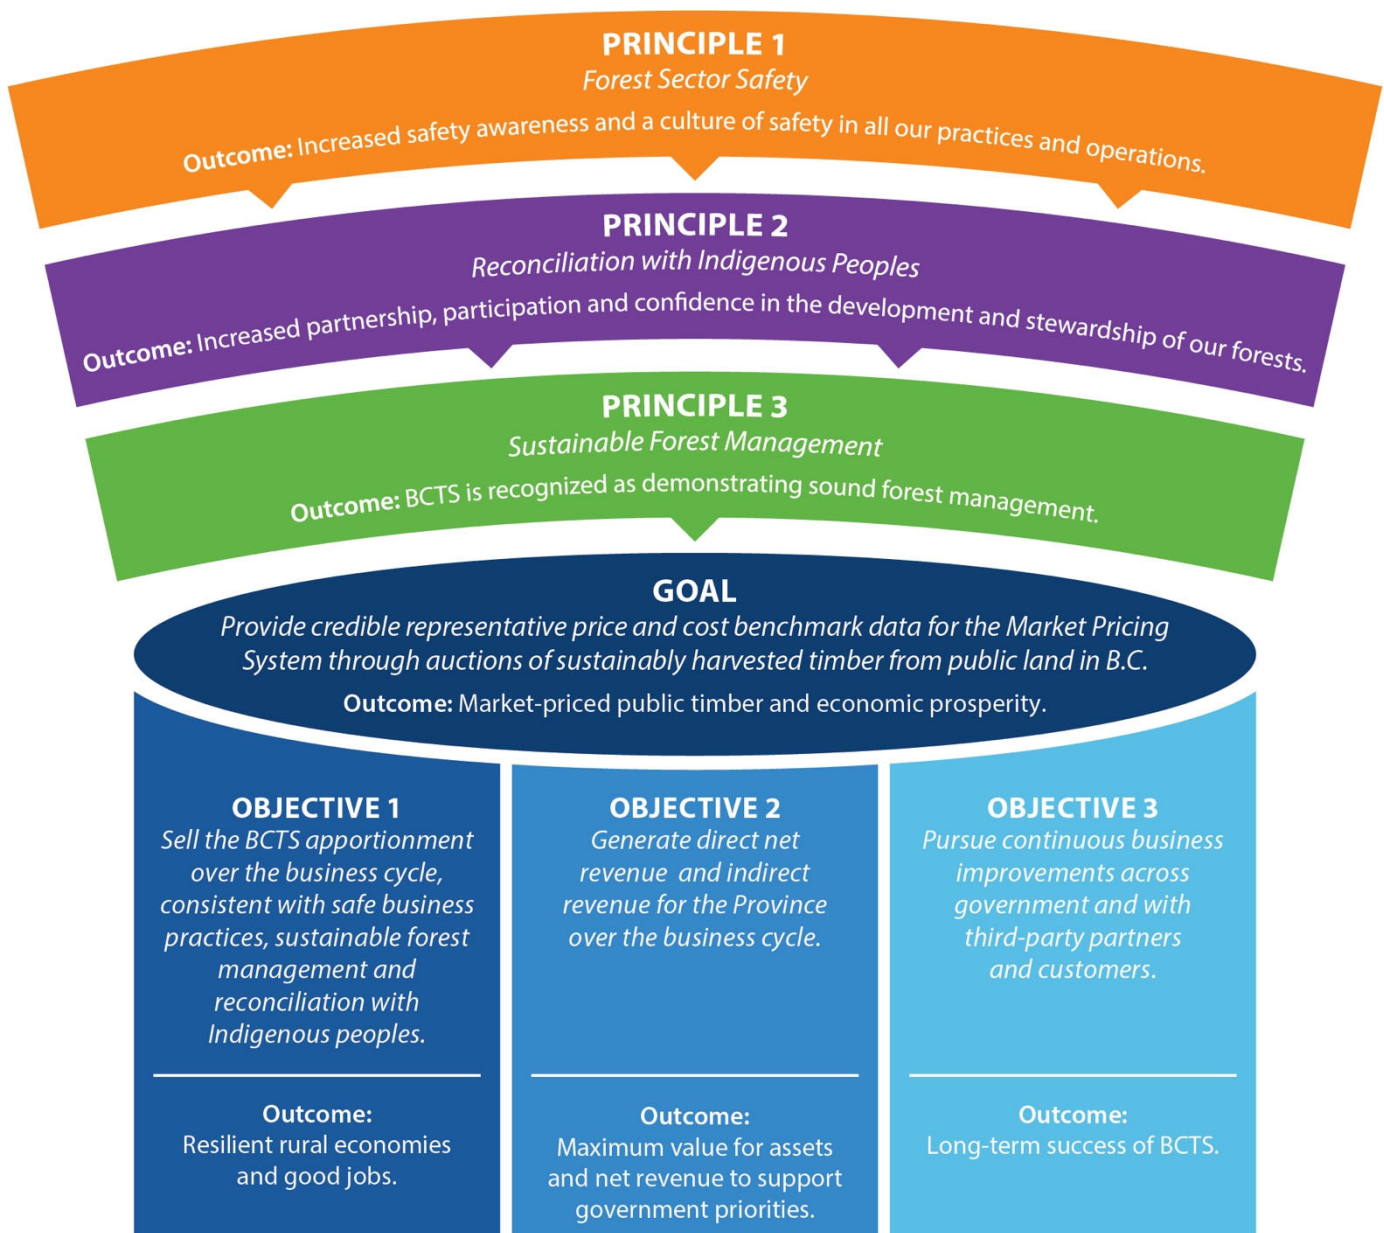 PRINCIPLE 1
Forest Sector Safety
Outcome: Increased safety awareness and a culture of safety in all our practices and operations.
PRINCIPLE 2
Reconciliation with Indigenous Peoples
Outcome: Increased partnership, participation and confidence in the development and stewardship of our forests.
PRINCIPLE 3
Sustainable Forest Management
Outcome: BCTS is recognized as demonstrating sound forest management.
GOAL
Provide credible representative price and cost benchmark data for the Market Pricing
System through auctions of sustainably harvested timber from public land in B.C.
Outcome: Market-priced public timber and economic prosperity.
OBJECTIVE 1
Sell the BCTS apportionment
over the business cycle,
consistent with safe business
practices, sustainable forest
management and
reconciliation with
Indigenous peoples.
Outcome:
Resilient rural economies
and good jobs.
OBJECTIVE 2
Generate direct net
revenue and indirect
revenue for the Province
over the business cycle.
Outcome:
Maximum value for assets
and net revenue to support
government priorities.
OBJECTIVE 3
Pursue continuous business
improvements across
government and with
third-party partners
and customers.
Outcome:
Long-term success of BCTS.